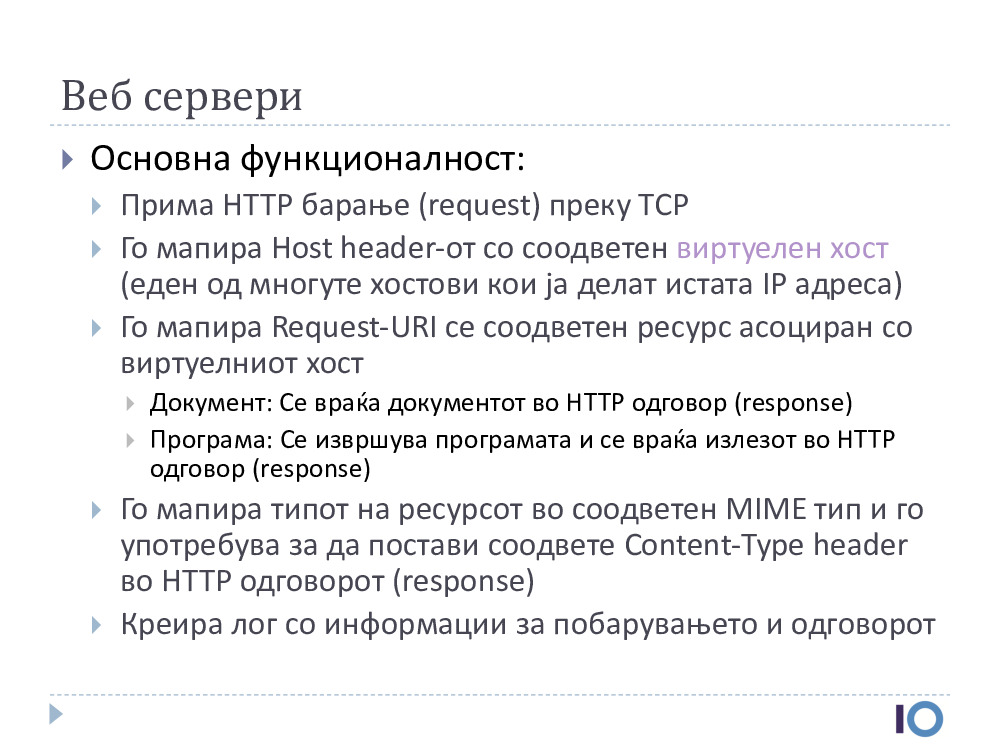 Веб сервери
Основна функционалност:
Прима HTTP барање (request) преку TCP
Го мапира Host header-от со соодветен виртуелен хост
(еден од многуте хостови кои ја делат истата IP адреса)
Го мапира Request-URI се соодветен ресурс асоциран со
виртуелниот хост
Документ: Се враќа документот во HTTP одговор (response)
Програма: Се извршува програмата и се враќа излезот во HTTP
одговор (response)
Го мапира типот на ресурсот во соодветен MIME тип и го
употребува за да постави соодвете Content-Type header
во HTTP одговорот (response)
Креира лог со информации за побарувањето и одговорот
IO